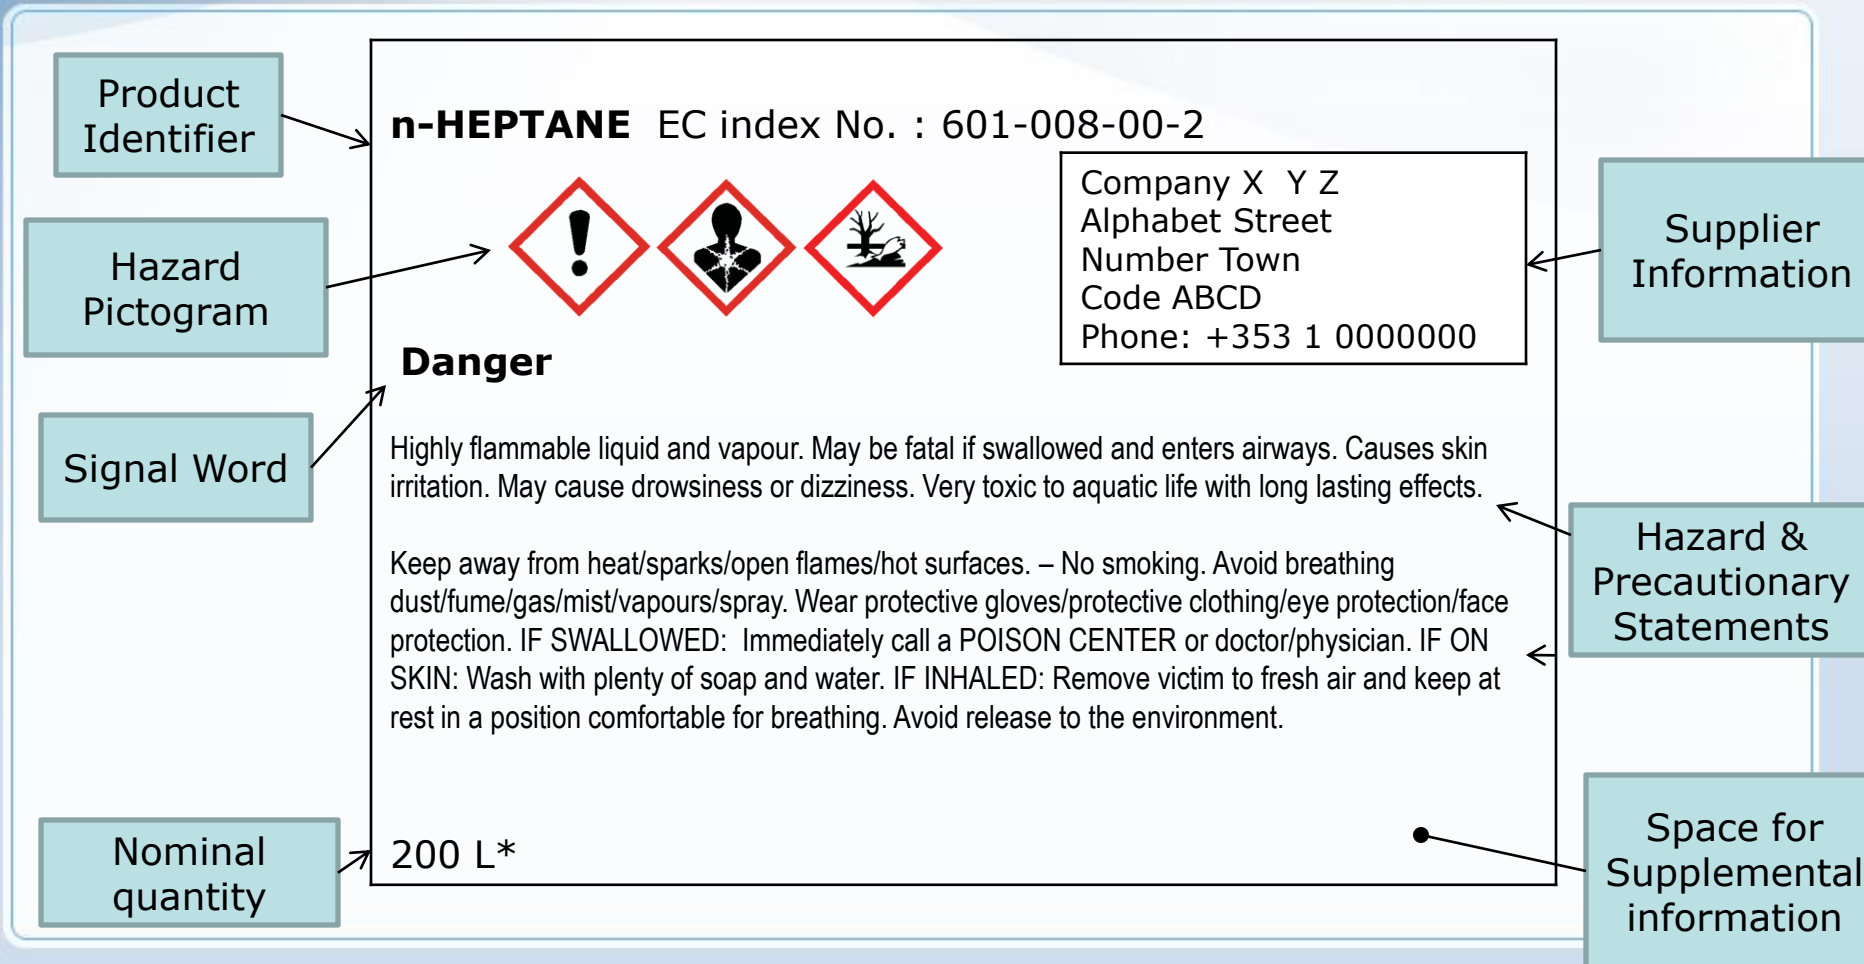 Product
Identifier
Hazard
Pictogram
Signal Word
Nominal
quantity
n-HEPTANE EC index No. : 601-008-00-2
Company X Y Z
Alphabet Street
Number Town
Code ABCD
Phone: +353 1 0000000
Danger
Highly flammable liquid and vapour. May be fatal if swallowed and enters airways. Causes skin
irritation. May cause drowsiness or dizziness. Very toxic to aquatic life with long lasting effects.
Keep away from heat/sparks/open flames/hot surfaces. – No smoking. Avoid breathing
dust/fume/gas/mist/vapours/spray. Wear protective gloves/protective clothing/eye protection/face
protection. IF SWALLOWED: Immediately call a POISON CENTER or doctor/physician. IF ON
SKIN: Wash with plenty of soap and water. IF INHALED: Remove victim to fresh air and keep at
rest in a position comfortable for breathing. Avoid release to the environment.
200 L*
Supplier
Information
Hazard &
Precautionary
Statements
Space for
Supplemental
information